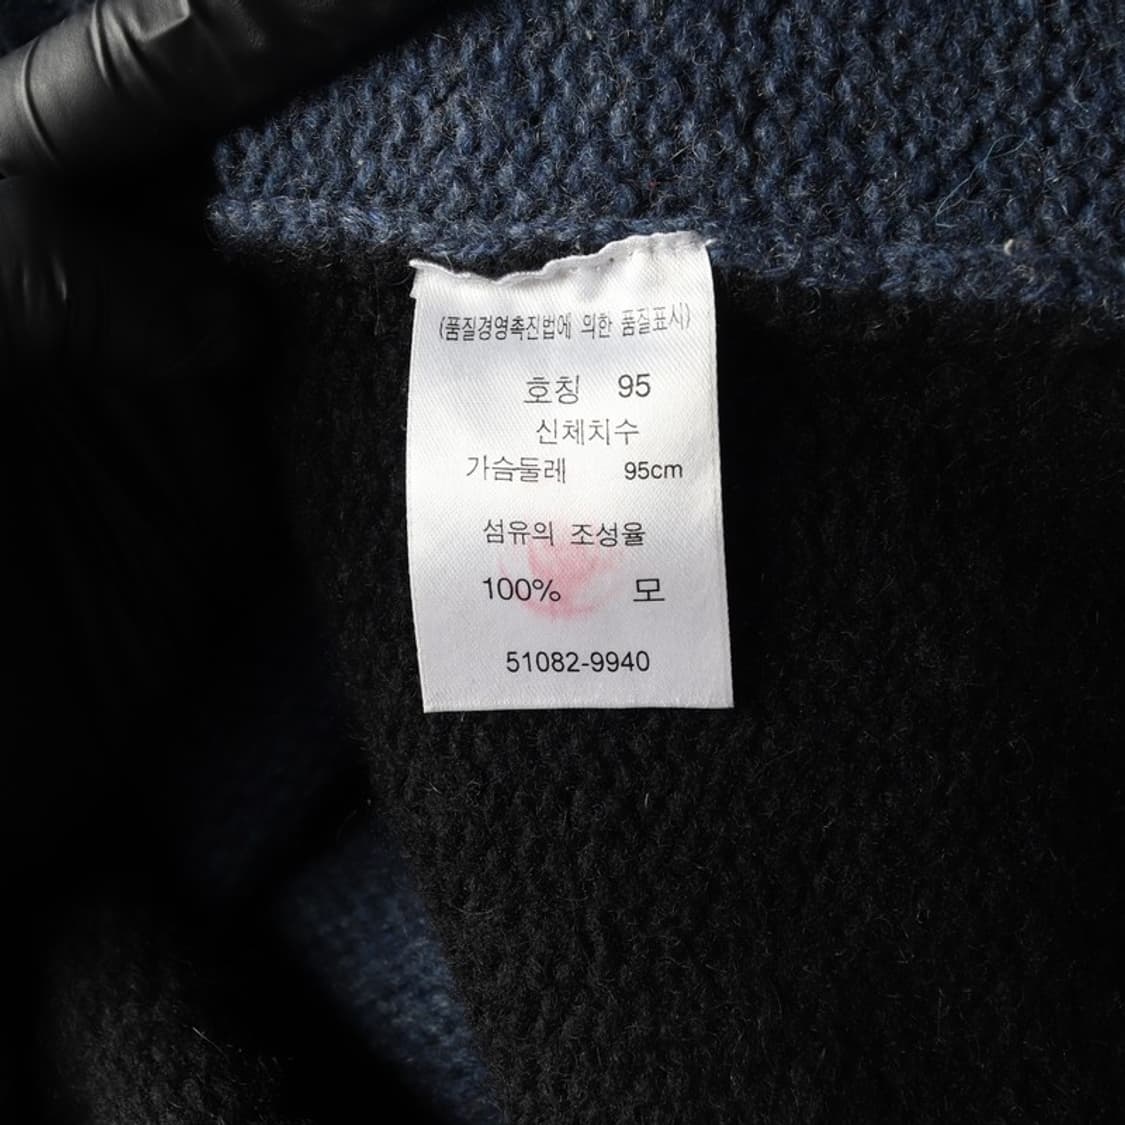 (품질경영촉진법에 의한 품질표시)
호칭 95
신체치수
가슴둘레 95cm
섬유의 조성율
100% 모
51082-9940